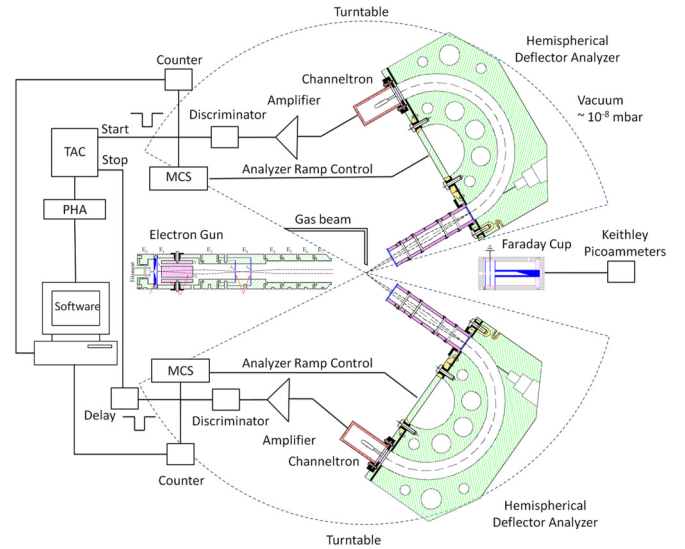 Turntable
Hemispherical
Deflector Analyzer
Counter
Channeltron
Amplifier
Discriminator
Vacuum
~ 10⁻⁸ mbar
Start
TAC
Stop
MCS
Analyzer Ramp Control
PHA
Gas beam
Electron Gun
Faraday Cup
Keithley
Picoammeters
Filament
Software
MCS
Analyzer Ramp Control
Delay
Discriminator
Amplifier
Channeltron
Counter
Hemispherical
Deflector Analyzer
Turntable